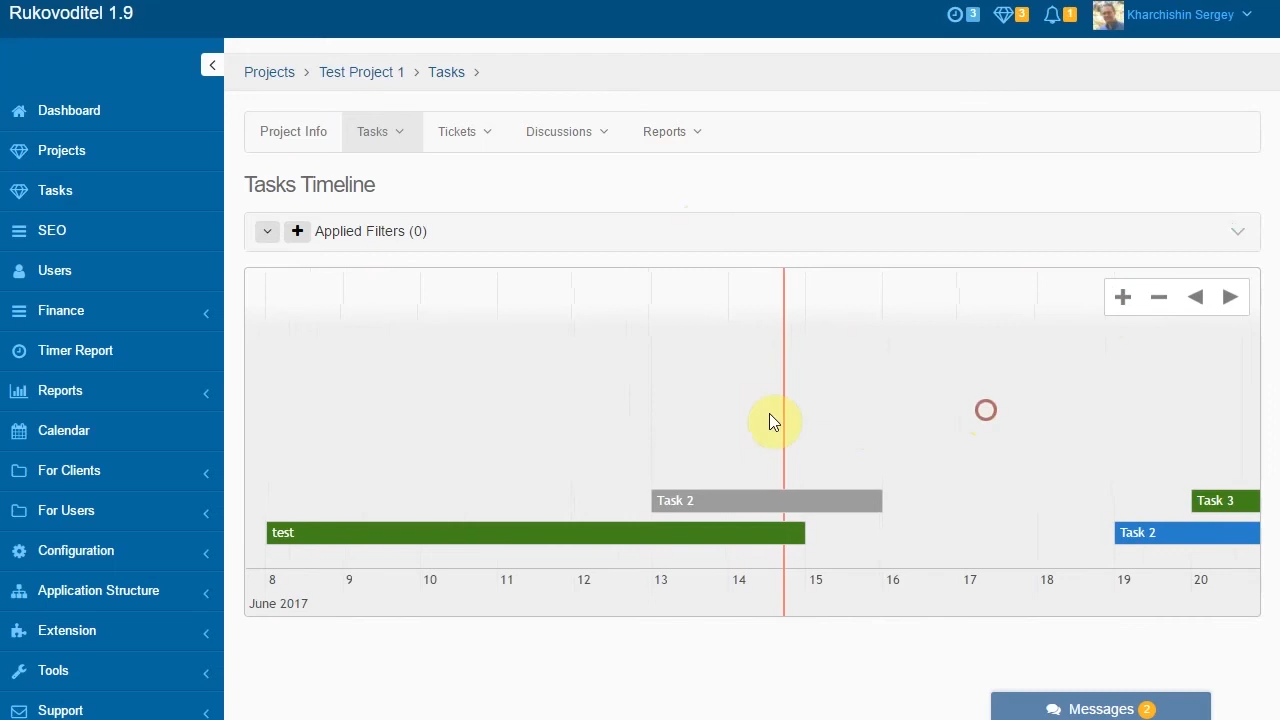 Rukovoditel 1.9
3
3
1
Kharchishin Sergey
Projects > Test Project 1 > Tasks >
Dashboard
Projects
Tasks
SEO
Users
Finance
Timer Report
Reports
Calendar
For Clients
For Users
Configuration
Application Structure
Extension
Tools
Support
Project Info
Tasks
Tickets
Discussions
Reports
Tasks Timeline
Applied Filters (0)
Task 2
Task 3
test
Task 2
8 9 10 11 12 13 14 15 16 17 18 19 20
June 2017
Messages 2